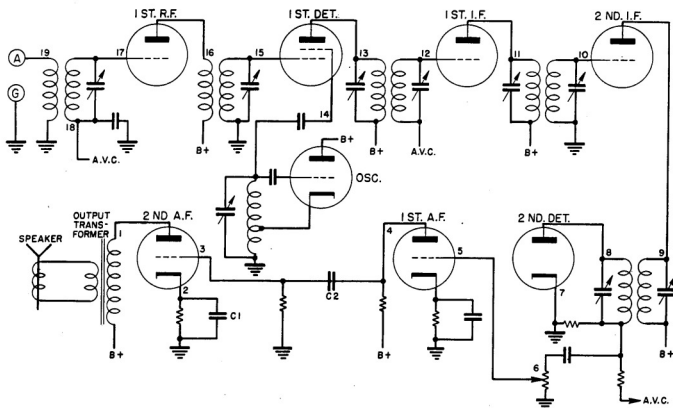 1 ST. R.F.
1 ST. DET.
1 ST. I.F.
2 ND. I.F.
19
17
16
15
13
12
11
10
A
G
18
14
B+
B+
B+
A.V.C.
B+
A.V.C.
B+
OSC.
OUTPUT
TRANS-
FORMER
2 ND A.F.
1 ST. A.F.
2 ND. DET.
SPEAKER
1
3
4
5
8
9
2
C1
C2
7
B+
B+
B+
6
A.V.C.